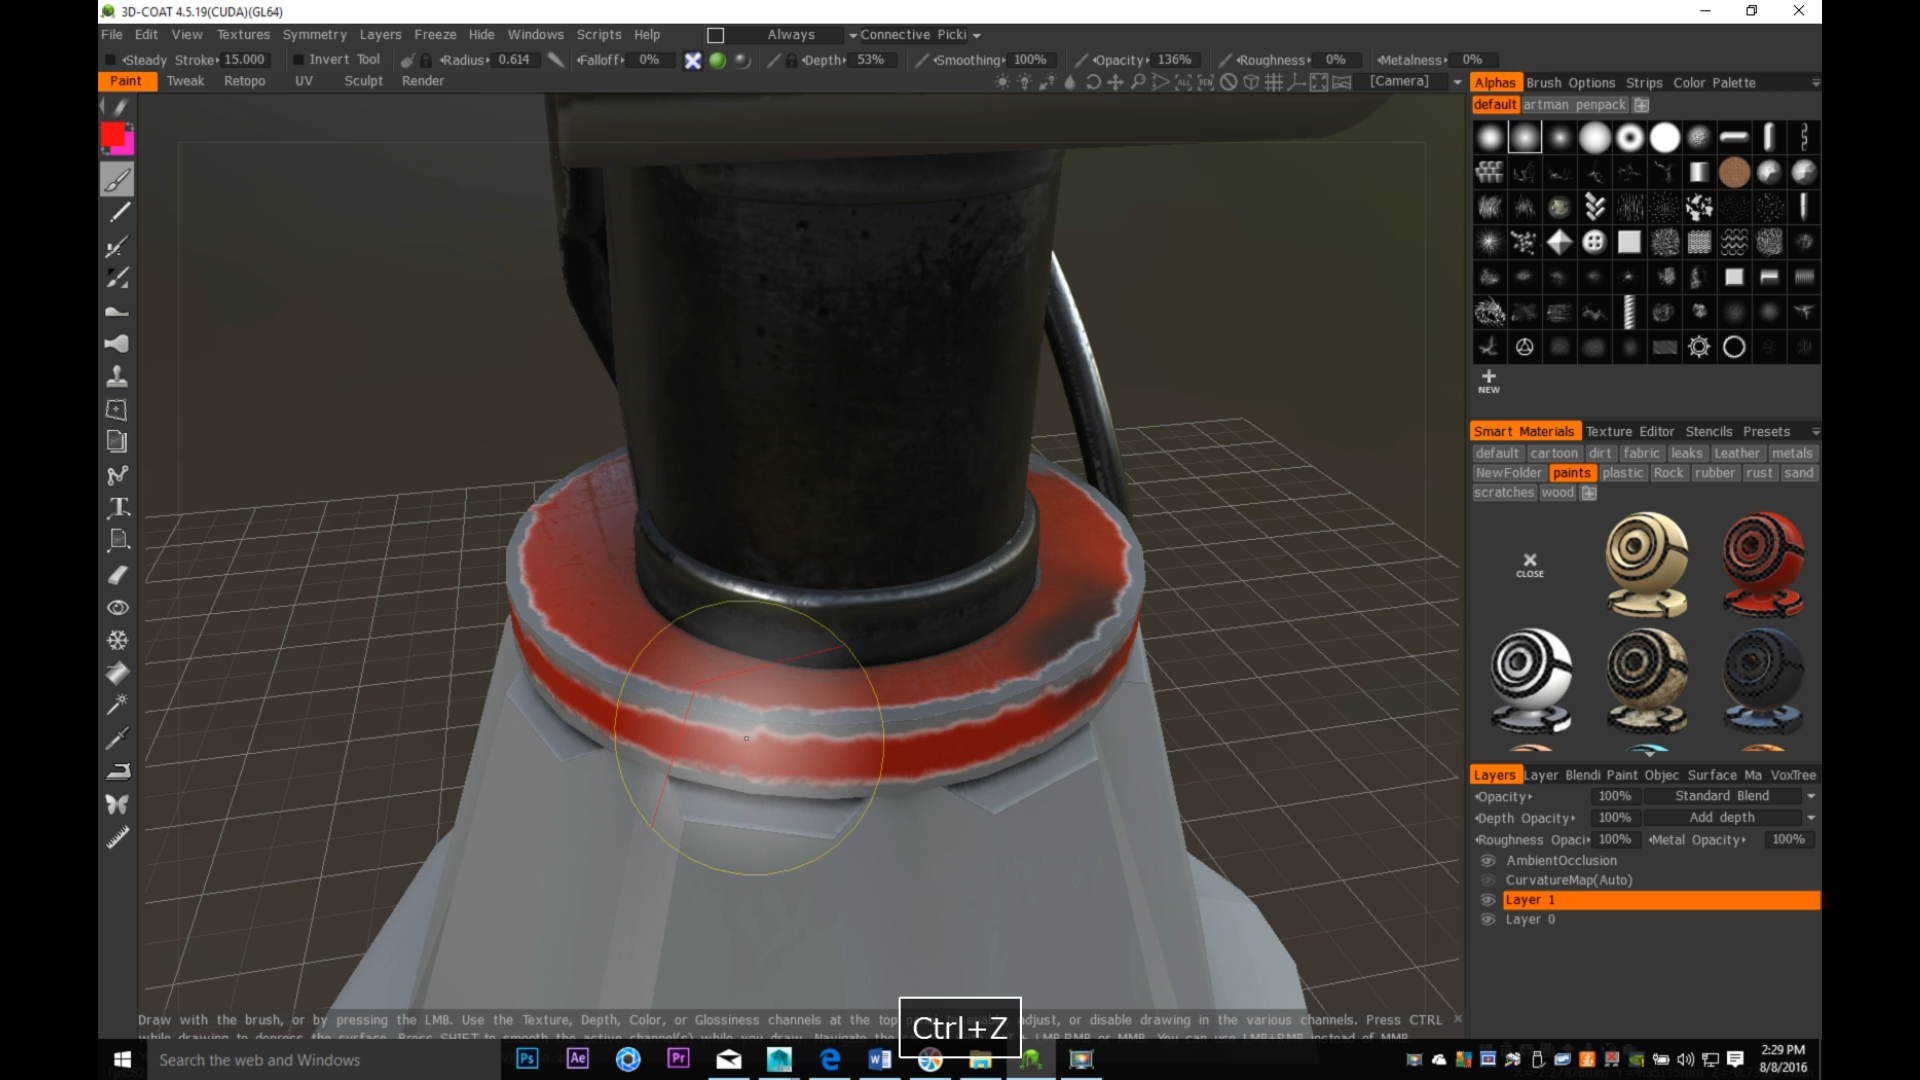 3D-COAT 4.5.19(CUDA)(GL64)
File Edit View Textures Symmetry Layers Freeze Hide Windows Scripts Help Always Connective Picki
Steady Stroke 15.000 Invert Tool Radius 0.614 Falloff 0% Depth 53% Smoothing 100% Opacity 136% Roughness 0% Metalness 0%
Paint Tweak Retopo UV Sculpt Render [Camera]
Alphas Brush Options Strips Color Palette
default artman penpack
NEW
Smart Materials Texture Editor Stencils Presets
default cartoon dirt fabric leaks Leather metals
NewFolder paints plastic Rock rubber rust sand
scratches wood
CLOSE
Layers Layer Blendi Paint Objec Surface Ma VoxTree
Opacity 100% Standard Blend
Depth Opacity 100% Add depth
Roughness Opaci 100% Metal Opacity 100%
AmbientOcclusion
CurvatureMap(Auto)
Layer 1
Layer 0
Draw with the brush, or by pressing the LMB. Use the Texture, Depth, Color, or Glossiness channels at the top adjust, or disable drawing in the various channels. Press CTRL
Ctrl+Z
Search the web and Windows
Ps Ae Pr
2:29 PM
8/8/2016